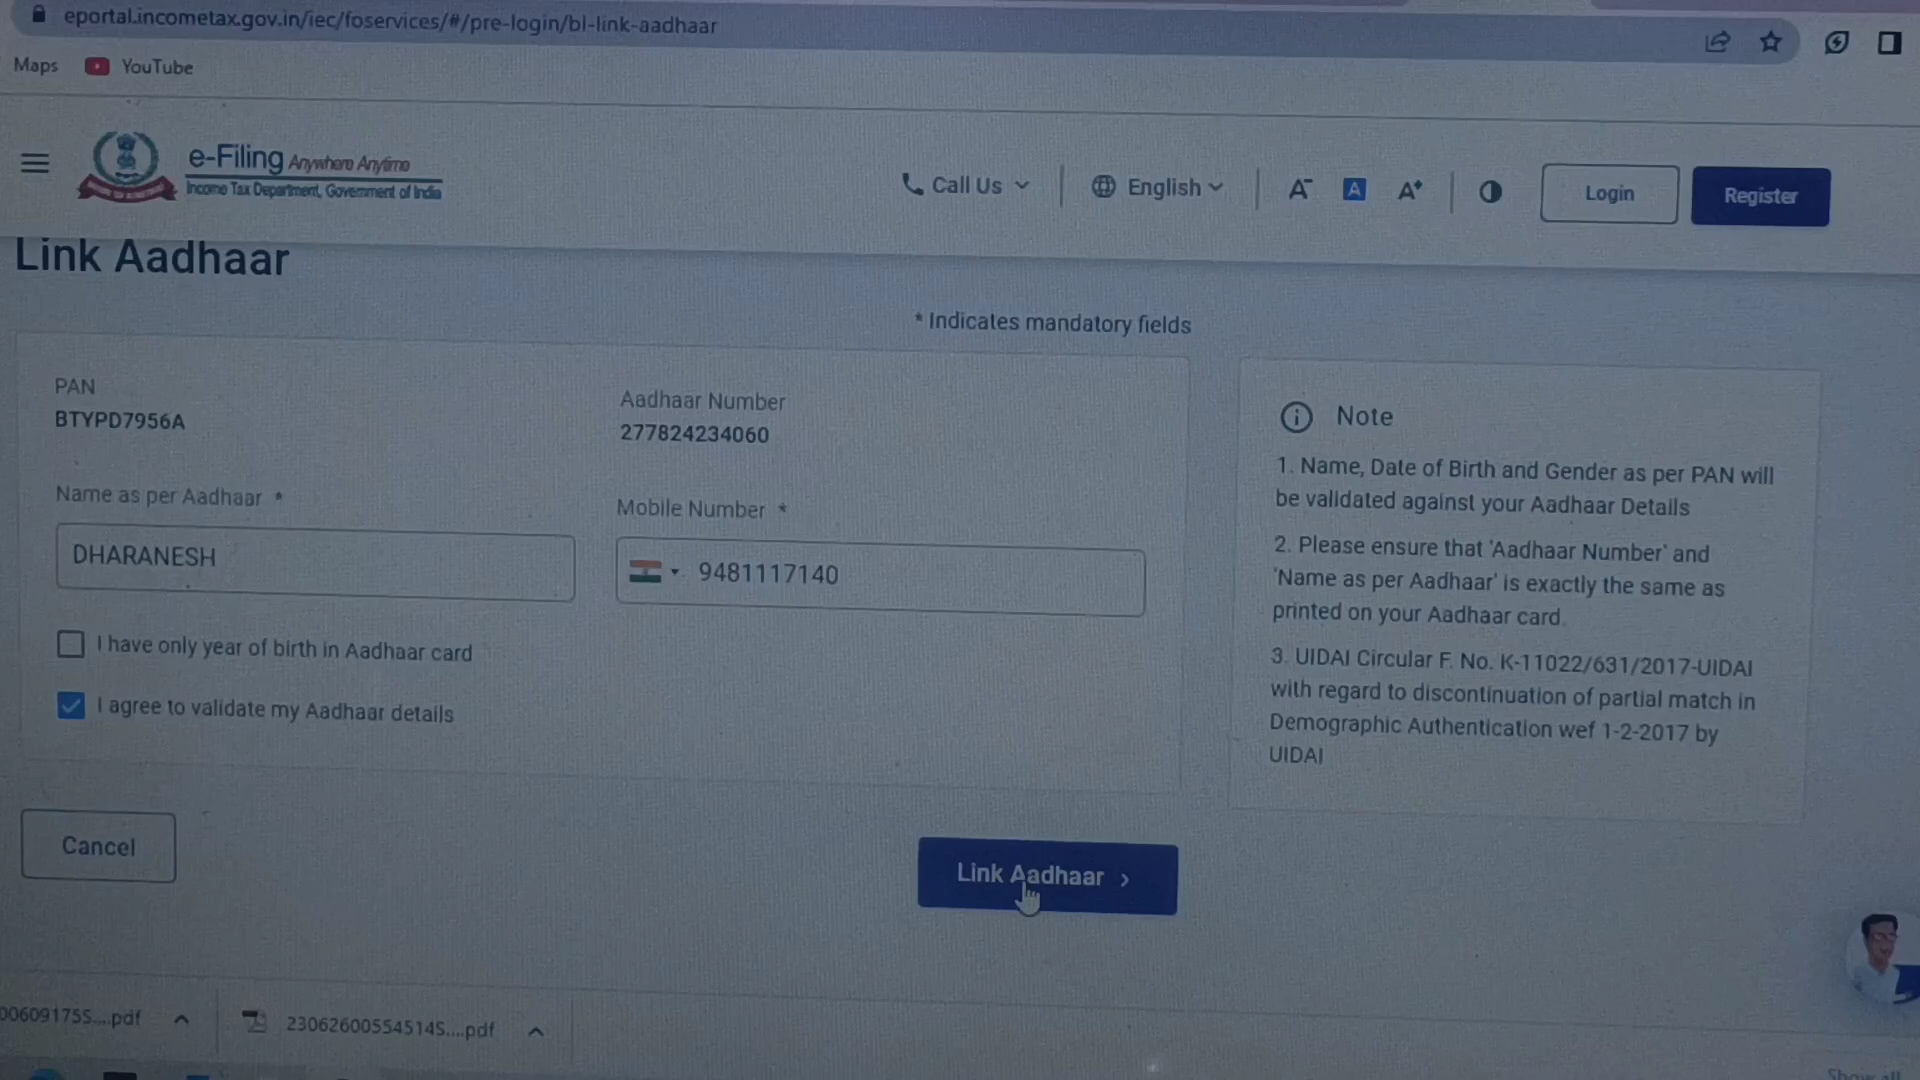 eportal.incometax.gov.in/iec/foservices/#/pre-login/bl-link-aadhaar
Maps YouTube
e-Filing Anywhere Anytime
Income Tax Department, Government of India
Call Us English A- A A+ Login Register
Link Aadhaar
* Indicates mandatory fields
PAN
BTYPD7956A
Aadhaar Number
277824234060
Name as per Aadhaar *
DHARANESH
Mobile Number *
9481117140
I have only year of birth in Aadhaar card
I agree to validate my Aadhaar details
Cancel
Link Aadhaar >
Note
1. Name, Date of Birth and Gender as per PAN will
be validated against your Aadhaar Details
2. Please ensure that 'Aadhaar Number' and
'Name as per Aadhaar' is exactly the same as
printed on your Aadhaar card.
3. UIDAI Circular F. No. K-11022/631/2017-UIDAI
with regard to discontinuation of partial match in
Demographic Authentication wef 1-2-2017 by
UIDAI
00609175S....pdf 23062600554514S....pdf
Show all